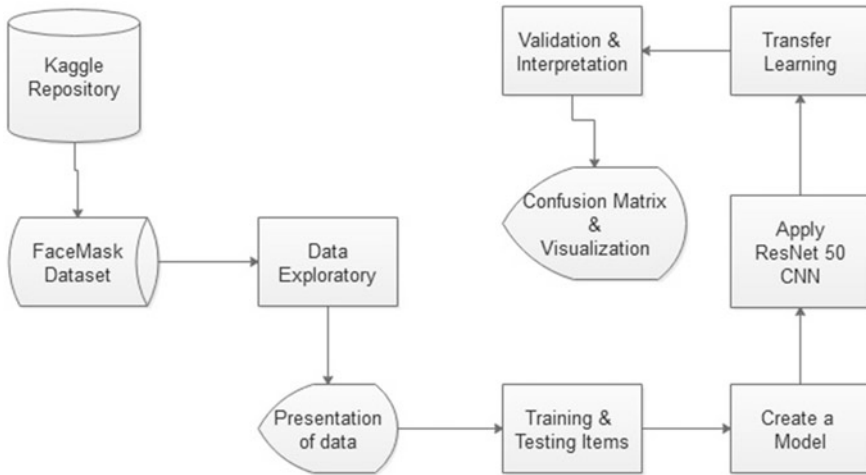 Kaggle
Repository
FaceMask
Dataset
Data
Exploratory
Presentation
of data
Training &
Testing Items
Create a
Model
Apply
ResNet 50
CNN
Transfer
Learning
Validation &
Interpretation
Confusion Matrix
&
Visualization